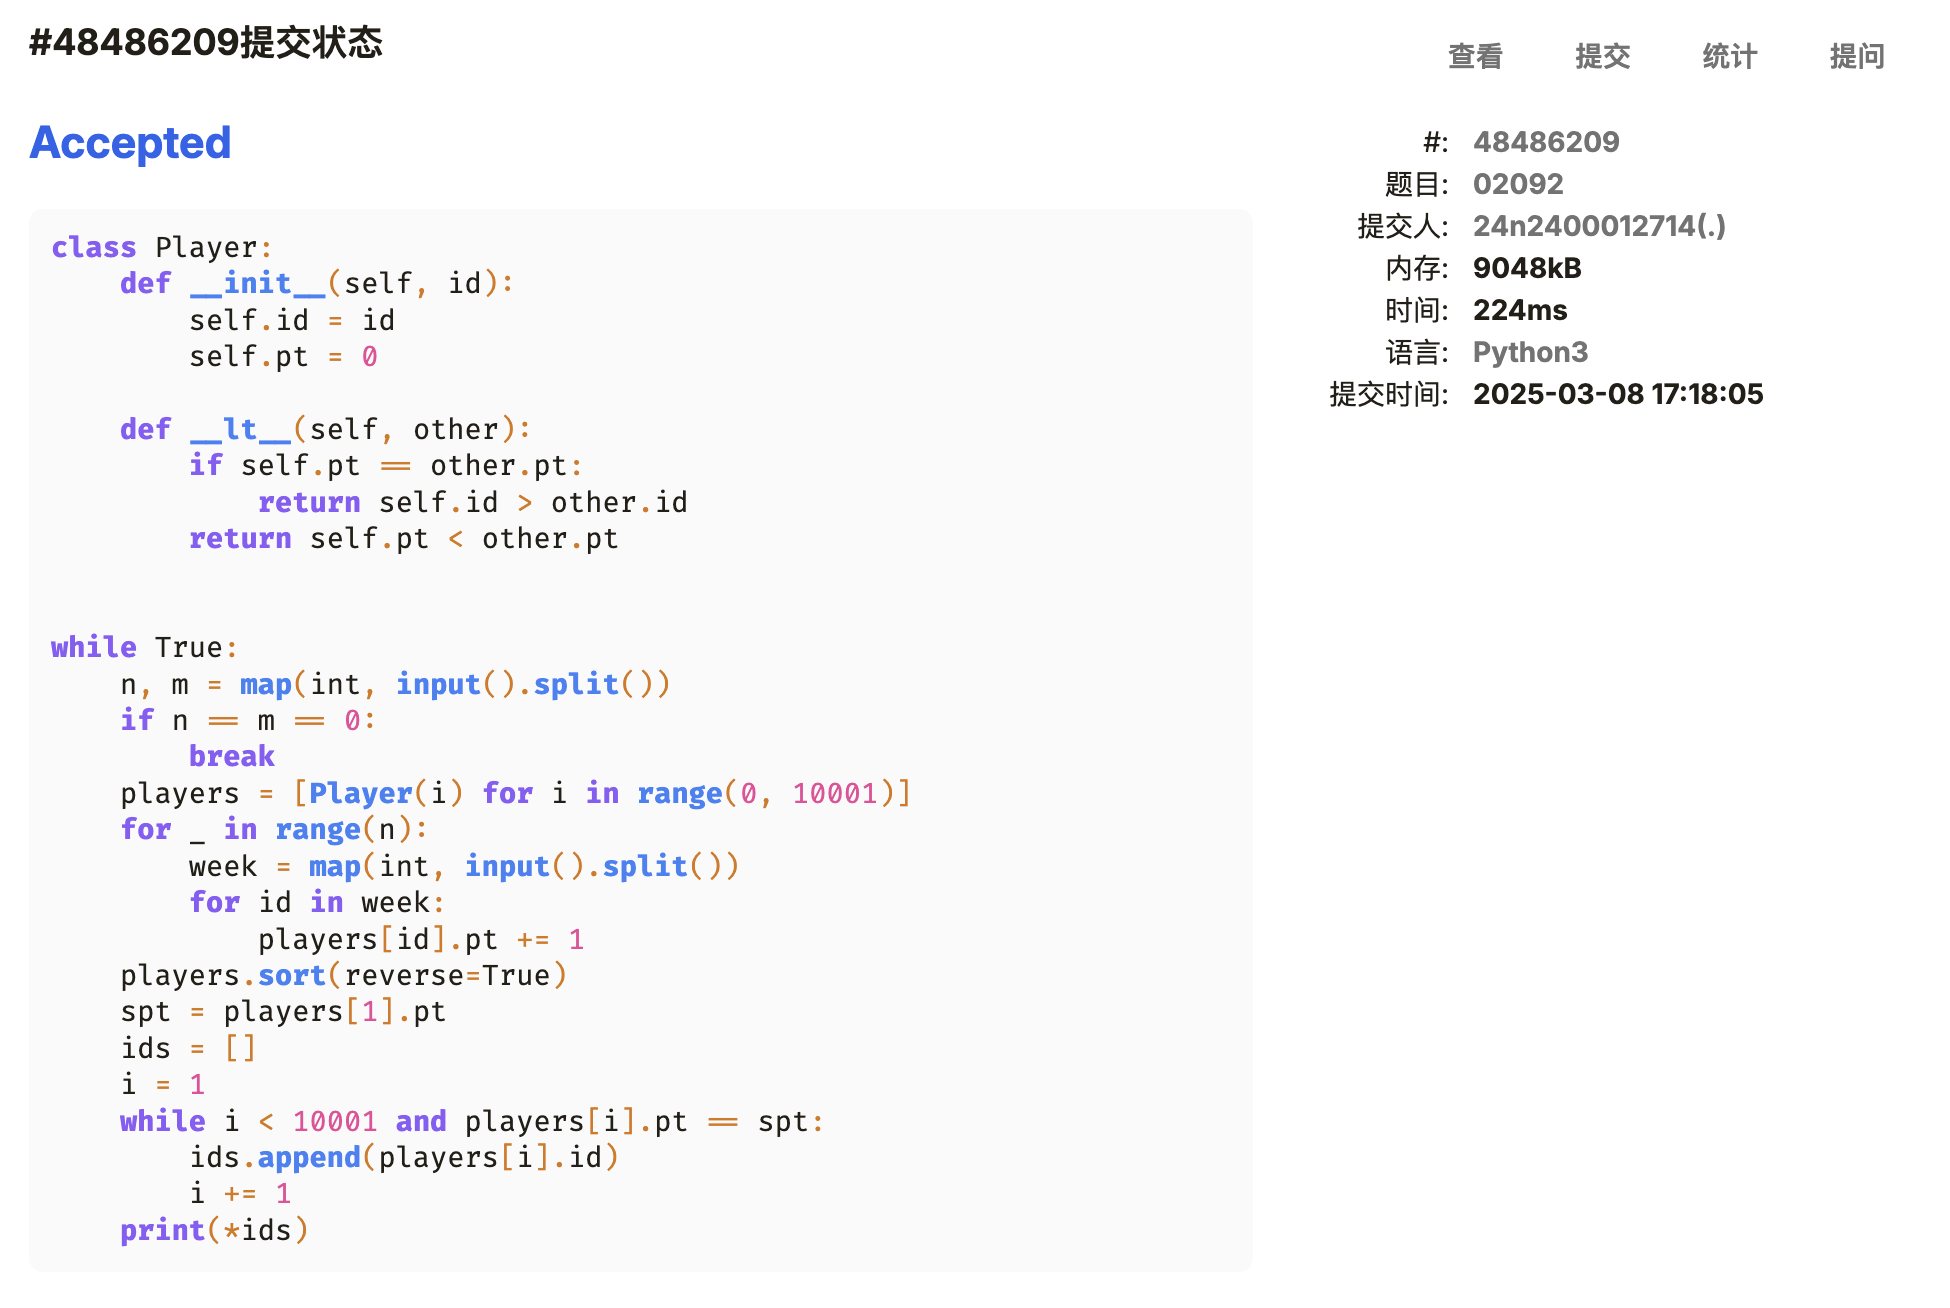 #48486209提交状态
查看 提交 统计 提问
Accepted
class Player:
    def __init__(self, id):
        self.id = id
        self.pt = 0

    def __lt__(self, other):
        if self.pt == other.pt:
            return self.id > other.id
        return self.pt < other.pt


while True:
    n, m = map(int, input().split())
    if n == m == 0:
        break
    players = [Player(i) for i in range(0, 10001)]
    for _ in range(n):
        week = map(int, input().split())
        for id in week:
            players[id].pt += 1
    players.sort(reverse=True)
    spt = players[1].pt
    ids = []
    i = 1
    while i < 10001 and players[i].pt == spt:
        ids.append(players[i].id)
        i += 1
    print(*ids)
#: 48486209
题目: 02092
提交人: 24n2400012714(.)
内存: 9048kB
时间: 224ms
语言: Python3
提交时间: 2025-03-08 17:18:05